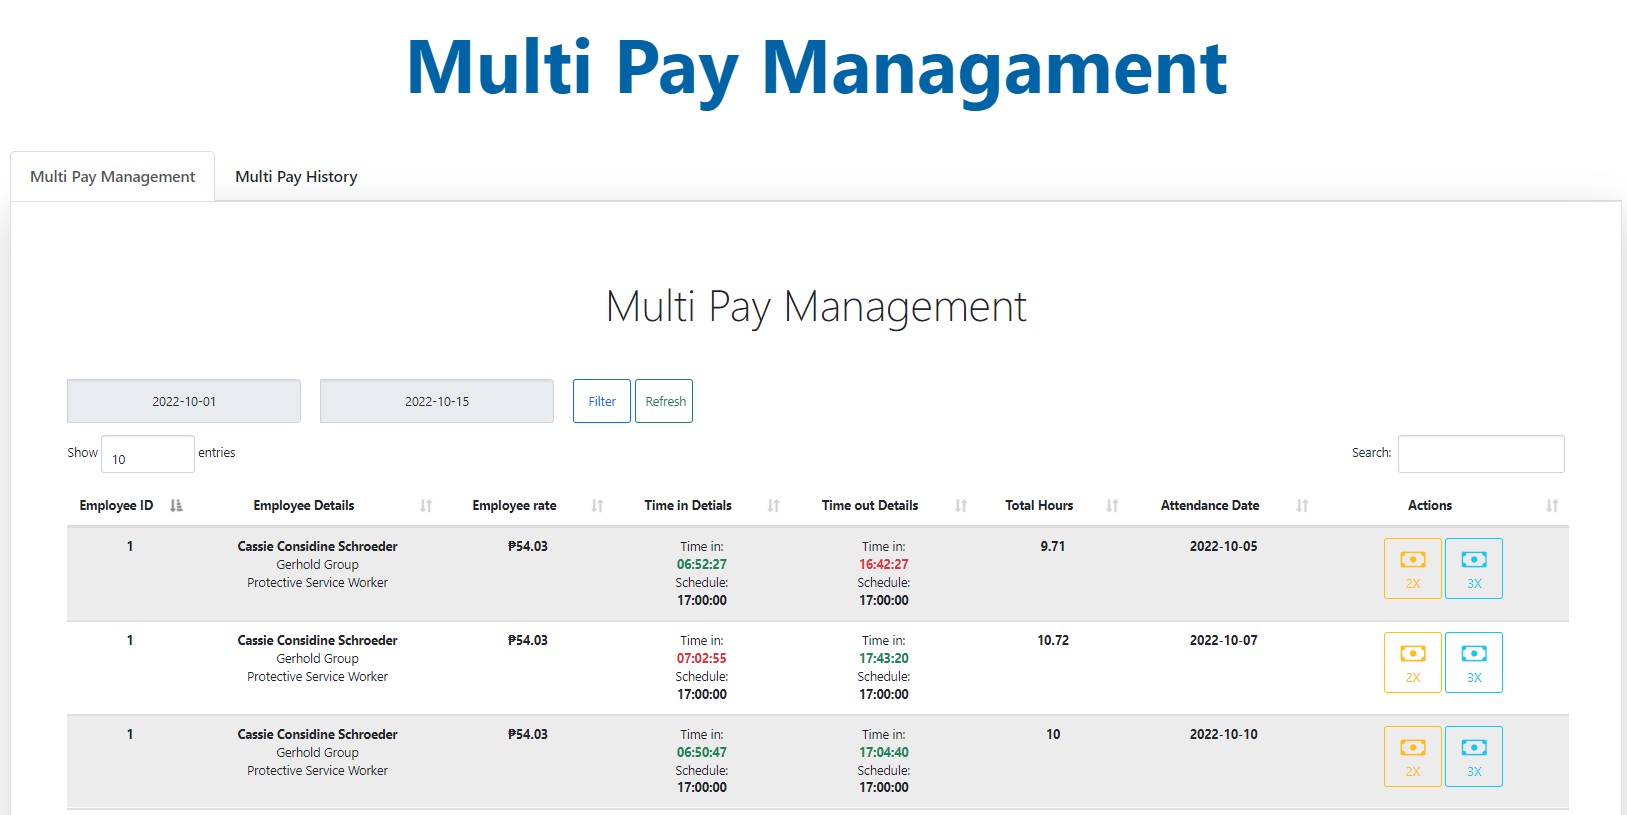 Multi Pay Managament
Multi Pay Management Multi Pay History
Multi Pay Management
2022-10-01 2022-10-15 Filter Refresh
Show 10 entries Search:
Employee ID Employee Details Employee rate Time in Detials Time out Details Total Hours Attendance Date Actions
1 Cassie Considine Schroeder ₱54.03 Time in: Time in: 9.71 2022-10-05
Gerhold Group 06:52:27 16:42:27
Protective Service Worker Schedule: Schedule: 2X 3X
17:00:00 17:00:00
1 Cassie Considine Schroeder ₱54.03 Time in: Time in: 10.72 2022-10-07
Gerhold Group 07:02:55 17:43:20
Protective Service Worker Schedule: Schedule: 2X 3X
17:00:00 17:00:00
1 Cassie Considine Schroeder ₱54.03 Time in: Time in: 10 2022-10-10
Gerhold Group 06:50:47 17:04:40
Protective Service Worker Schedule: Schedule: 2X 3X
17:00:00 17:00:00